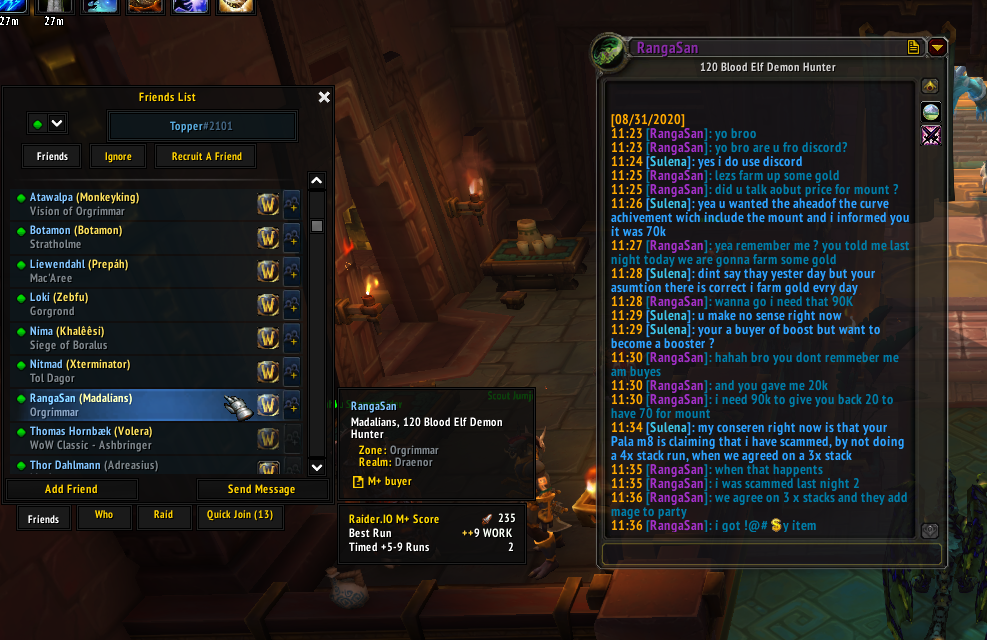 27m
27m
Friends List
Topper#2101
Friends
Ignore
Recruit A Friend
Atawalpa (Monkeyking)
Vision of Orgrimmar
Botamon (Botamon)
Stratholme
Liewendahl (Prepáh)
Mac'Aree
Loki (Zebfu)
Gorgrond
Nima (Khalêêsi)
Siege of Boralus
Nitmad (Xterminator)
Tol Dagor
RangaSan (Madalians)
Orgrimmar
Thomas Hornbæk (Volera)
WoW Classic - Ashbringer
Thor Dahlmann (Adreasius)
Add Friend
Send Message
Friends
Who
Raid
Quick Join (13)
RangaSan
Madalians, 120 Blood Elf Demon
Hunter
Zone: Orgrimmar
Realm: Draenor
M+ buyer
Raider.IO M+ Score 235
Best Run ++9 WORK
Timed +5-9 Runs 2
RangaSan
120 Blood Elf Demon Hunter
[08/31/2020]
11:23 [RangaSan]: yo broo
11:23 [RangaSan]: yo bro are u fro discord?
11:24 [Sulena]: yes i do use discord
11:25 [RangaSan]: lezs farm up some gold
11:25 [RangaSan]: did u talk aobut price for mount ?
11:26 [Sulena]: yea u wanted the aheadof the curve
achivement wich include the mount and i informed you
it was 70k
11:27 [RangaSan]: yea remember me ? you told me last
night today we are gonna farm some gold
11:28 [Sulena]: dint say thay yester day but your
asumtion there is correct i farm gold evry day
11:28 [RangaSan]: wanna go i need that 90K
11:29 [Sulena]: u make no sense right now
11:29 [Sulena]: your a buyer of boost but want to
become a booster ?
11:30 [RangaSan]: hahah bro you dont remmeber me
am buyes
11:30 [RangaSan]: and you gave me 20k
11:30 [RangaSan]: i need 90k to give you back 20 to
have 70 for mount
11:34 [Sulena]: my conseren right now is that your
Pala m8 is claiming that i have scammed, by not doing
a 4x stack run, when we agreed on a 3x stack
11:35 [RangaSan]: when that happents
11:35 [RangaSan]: i was scammed last night 2
11:36 [RangaSan]: we agree on 3 x stacks and they add
mage to party
11:36 [RangaSan]: i got !@# $y item